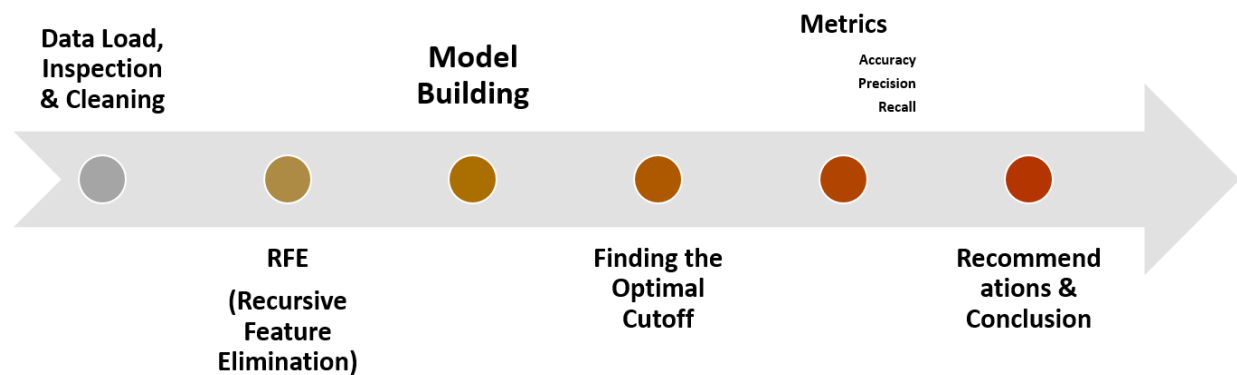 Data Load,
Inspection
& Cleaning
RFE
(Recursive
Feature
Elimination)
Model
Building
Finding the
Optimal
Cutoff
Metrics
Accuracy
Precision
Recall
Recommend
ations &
Conclusion